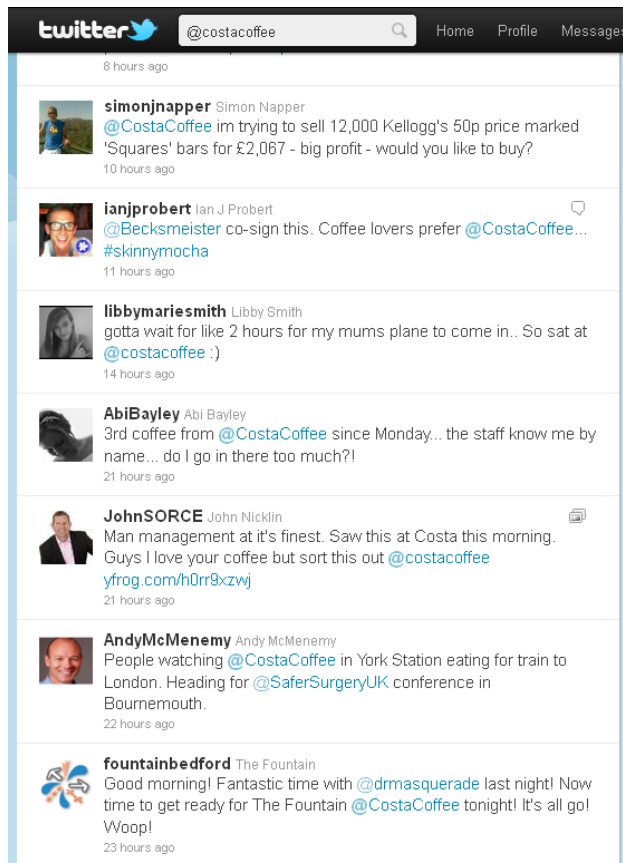 twitter @costacoffee Home Profile Messages
8 hours ago
simonjnapper Simon Napper
@CostaCoffee im trying to sell 12,000 Kellogg's 50p price marked
'Squares' bars for £2,067 - big profit - would you like to buy?
10 hours ago
ianjprobert Ian J Probert
@Becksmeister co-sign this. Coffee lovers prefer @CostaCoffee...
#skinnymocha
11 hours ago
libbymariesmith Libby Smith
gotta wait for like 2 hours for my mums plane to come in.. So sat at
@costacoffee :)
14 hours ago
AbiBayley Abi Bayley
3rd coffee from @CostaCoffee since Monday... the staff know me by
name... do I go in there too much?!
21 hours ago
JohnSORCE John Nicklin
Man management at it's finest. Saw this at Costa this morning.
Guys I love your coffee but sort this out @costacoffee
yfrog.com/h0rr9xzwj
21 hours ago
AndyMcMenemy Andy McMenemy
People watching @CostaCoffee in York Station eating for train to
London. Heading for @SaferSurgeryUK conference in
Bournemouth.
22 hours ago
fountainbedford The Fountain
Good morning! Fantastic time with @drmasquerade last night! Now
time to get ready for The Fountain @CostaCoffee tonight! It's all go!
Woop!
23 hours ago